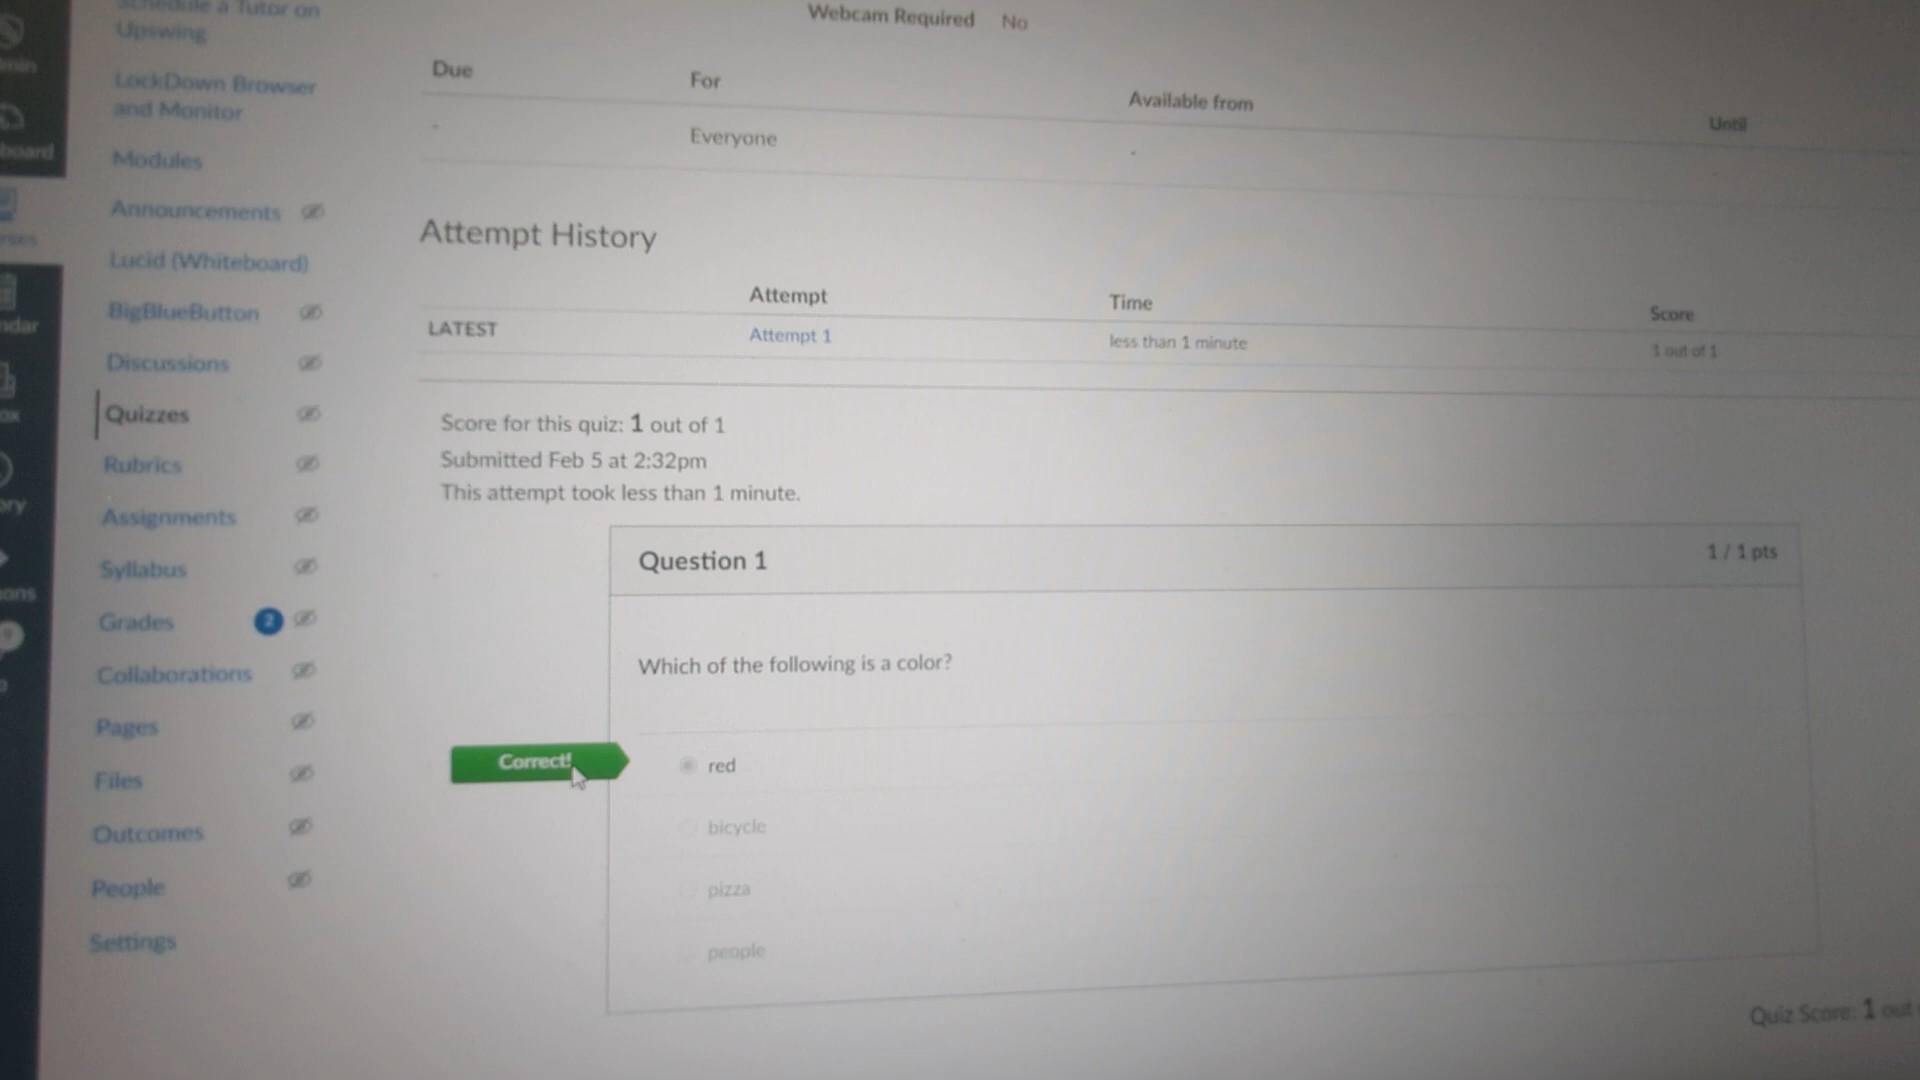 Schedule a Tutor on
Upswing
LockDown Browser
and Monitor
Modules
Announcements
Lucid (Whiteboard)
BigBlueButton
Discussions
Quizzes
Rubrics
Assignments
Syllabus
Grades 2
Collaborations
Pages
Files
Outcomes
People
Settings
Webcam Required No
Due For Available from Until
- Everyone -
Attempt History
Attempt Time Score
LATEST Attempt 1 less than 1 minute 1 out of 1
Score for this quiz: 1 out of 1
Submitted Feb 5 at 2:32pm
This attempt took less than 1 minute.
Question 1 1 / 1 pts
Which of the following is a color?
Correct! red
bicycle
pizza
people
Quiz Score: 1 out